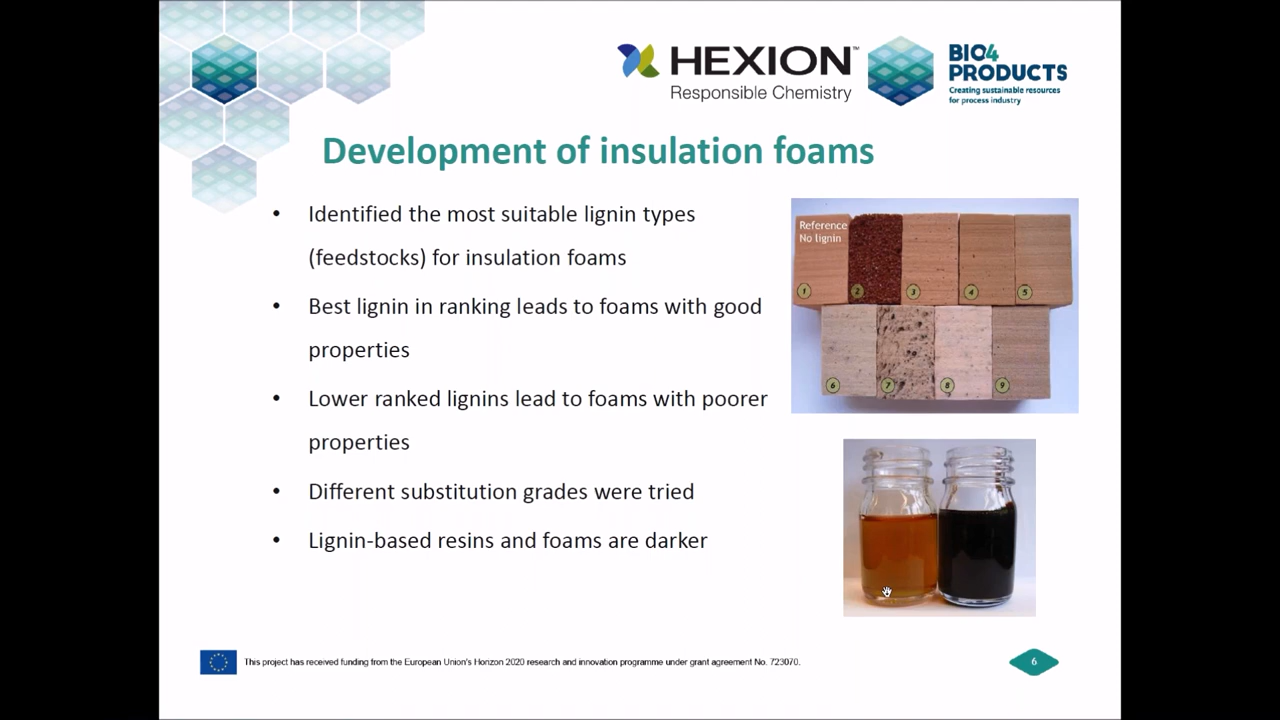 HEXION™
Responsible Chemistry
BIO4
PRODUCTS
Creating sustainable resources
for process industry
Development of insulation foams
• Identified the most suitable lignin types
(feedstocks) for insulation foams
• Best lignin in ranking leads to foams with good
properties
• Lower ranked lignins lead to foams with poorer
properties
• Different substitution grades were tried
• Lignin-based resins and foams are darker
Reference
No lignin
1
2
3
4
5
6
7
8
9
This project has received funding from the European Union's Horizon 2020 research and innovation programme under grant agreement No. 723070.
6